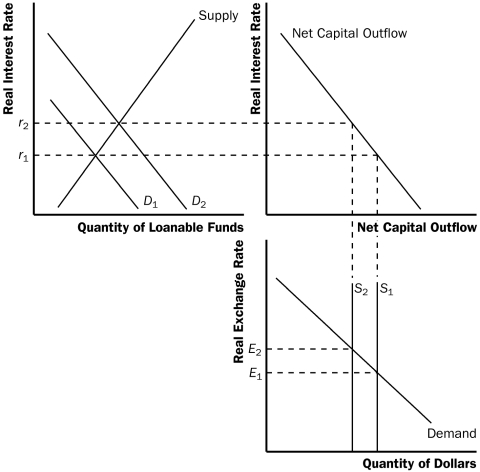 Real Interest Rate
Supply
r2
r1
D1
D2
Quantity of Loanable Funds
Real Interest Rate
Net Capital Outflow
Net Capital Outflow
Real Exchange Rate
S2
S1
E2
E1
Demand
Quantity of Dollars